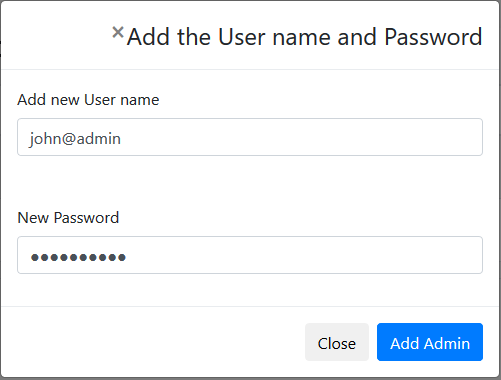 ×Add the User name and Password
Add new User name
john@admin
New Password
●●●●●●●●●●
Close
Add Admin